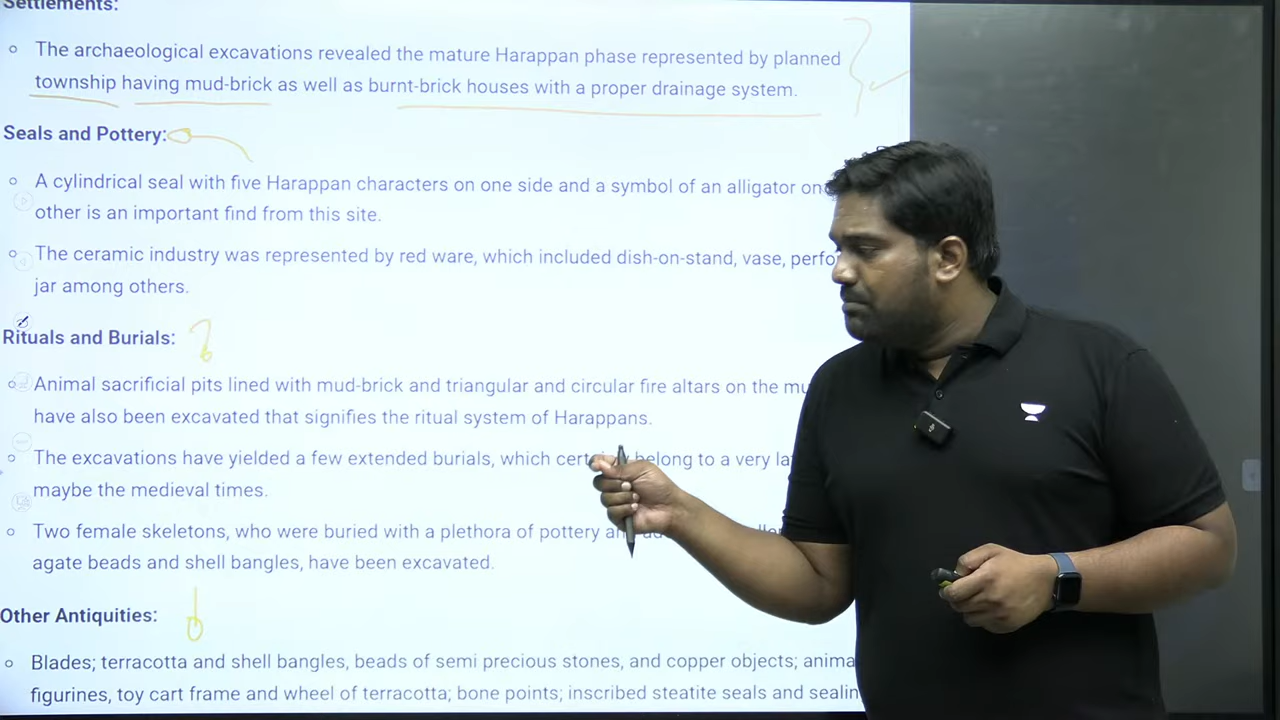 Settlements:
The archaeological excavations revealed the mature Harappan phase represented by planned
township having mud-brick as well as burnt-brick houses with a proper drainage system.
Seals and Pottery:
A cylindrical seal with five Harappan characters on one side and a symbol of an alligator on
other is an important find from this site.
The ceramic industry was represented by red ware, which included dish-on-stand, vase,
jar among others.
Rituals and Burials:
Animal sacrificial pits lined with mud-brick and triangular and circular fire altars on the
have also been excavated that signifies the ritual system of Harappans.
The excavations have yielded a few extended burials, which belong to a very
maybe the medieval times.
Two female skeletons, who were buried with a plethora of pottery
agate beads and shell bangles, have been excavated.
Other Antiquities:
Blades; terracotta and shell bangles, beads of semi precious stones, and copper objects;
figurines, toy cart frame and wheel of terracotta; bone points; inscribed steatite seals and